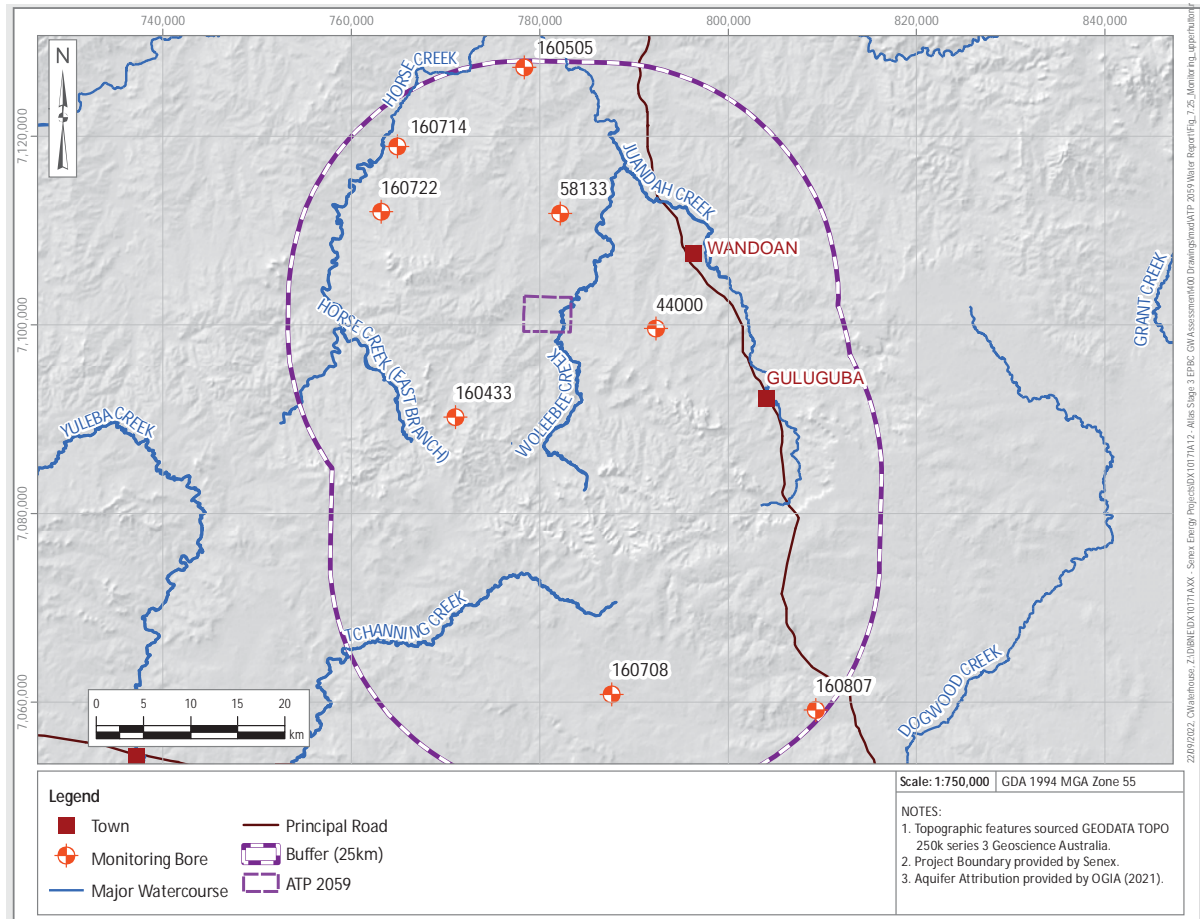 740,000
760,000
780,000
800,000
820,000
840,000
7,120,000
7,100,000
7,080,000
7,060,000
N
HORSE CREEK
160505
160714
160722
58133
JUANDAH CREEK
WANDOAN
44000
HORSE CREEK (EAST BRANCH)
GULUGUBA
160433
WOLEEBEE CREEK
YULEBA CREEK
GRANT CREEK
TCHANNING CREEK
160708
160807
DOGWOOD CREEK
0 5 10 15 20
km
Legend
Town
Monitoring Bore
Major Watercourse
Principal Road
Buffer (25km)
ATP 2059
Scale: 1:750,000
GDA 1994 MGA Zone 55
NOTES:
1. Topographic features sourced GEODATA TOPO
250k series 3 Geoscience Australia.
2. Project Boundary provided by Senex.
3. Aquifer Attribution provided by OGIA (2021).